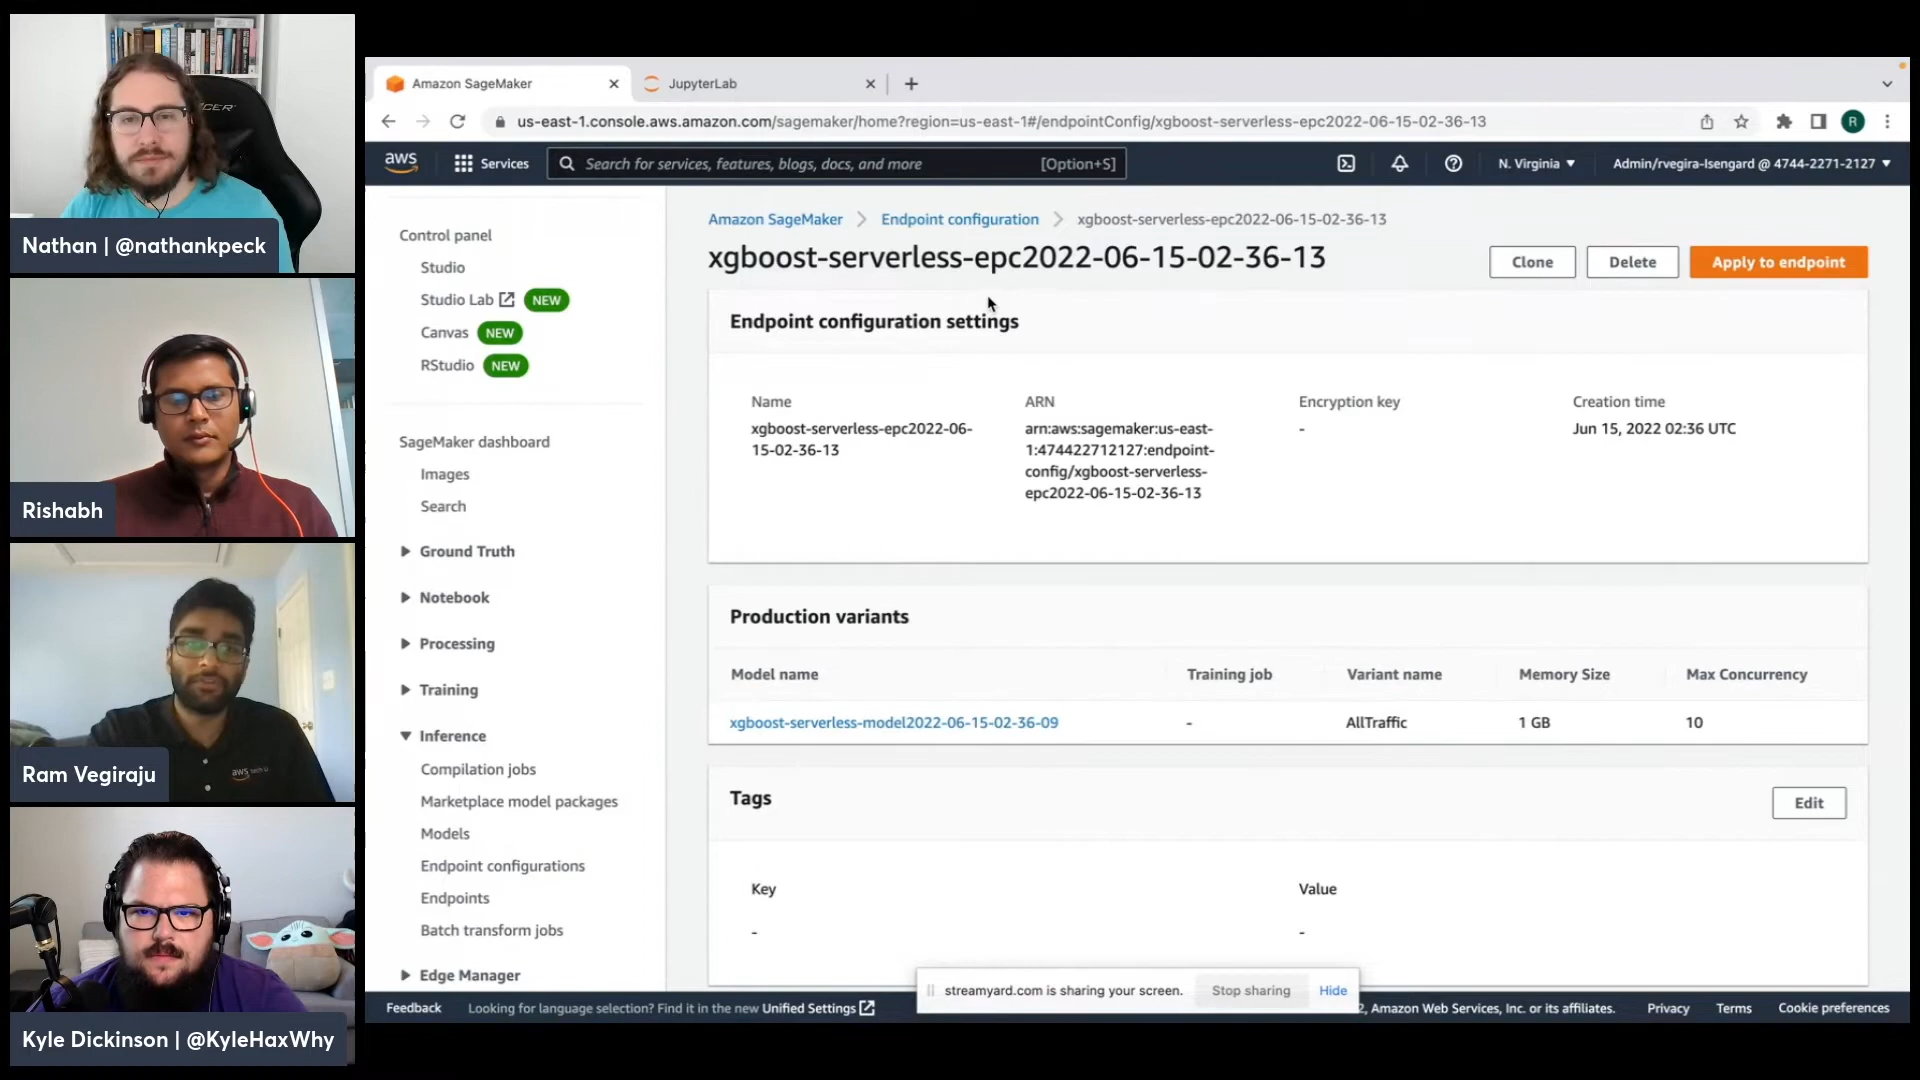 Nathan | @nathankpeck
Rishabh
aws
Ram Vegiraju
Kyle Dickinson | @KyleHaxWhy
Amazon SageMaker
JupyterLab
us-east-1.console.aws.amazon.com/sagemaker/home?region=us-east-1#/endpointConfig/xgboost-serverless-epc2022-06-15-02-36-13
R
aws
Services
Search for services, features, blogs, docs, and more
[Option+S]
N. Virginia
Admin/rvegira-Isengard @ 4744-2271-2127
Control panel
Studio
Studio Lab NEW
Canvas NEW
RStudio NEW
SageMaker dashboard
Images
Search
Ground Truth
Notebook
Processing
Training
Inference
Compilation jobs
Marketplace model packages
Models
Endpoint configurations
Endpoints
Batch transform jobs
Edge Manager
Amazon SageMaker
Endpoint configuration
xgboost-serverless-epc2022-06-15-02-36-13
xgboost-serverless-epc2022-06-15-02-36-13
Clone
Delete
Apply to endpoint
Endpoint configuration settings
Name
xgboost-serverless-epc2022-06-
15-02-36-13
ARN
arn:aws:sagemaker:us-east-
1:474422712127:endpoint-
config/xgboost-serverless-
epc2022-06-15-02-36-13
Encryption key
-
Creation time
Jun 15, 2022 02:36 UTC
Production variants
Model name
Training job
Variant name
Memory Size
Max Concurrency
xgboost-serverless-model2022-06-15-02-36-09
-
AllTraffic
1 GB
10
Tags
Edit
Key
Value
-
-
streamyard.com is sharing your screen.
Stop sharing
Hide
Feedback
Looking for language selection? Find it in the new Unified Settings
2, Amazon Web Services, Inc. or its affiliates.
Privacy
Terms
Cookie preferences